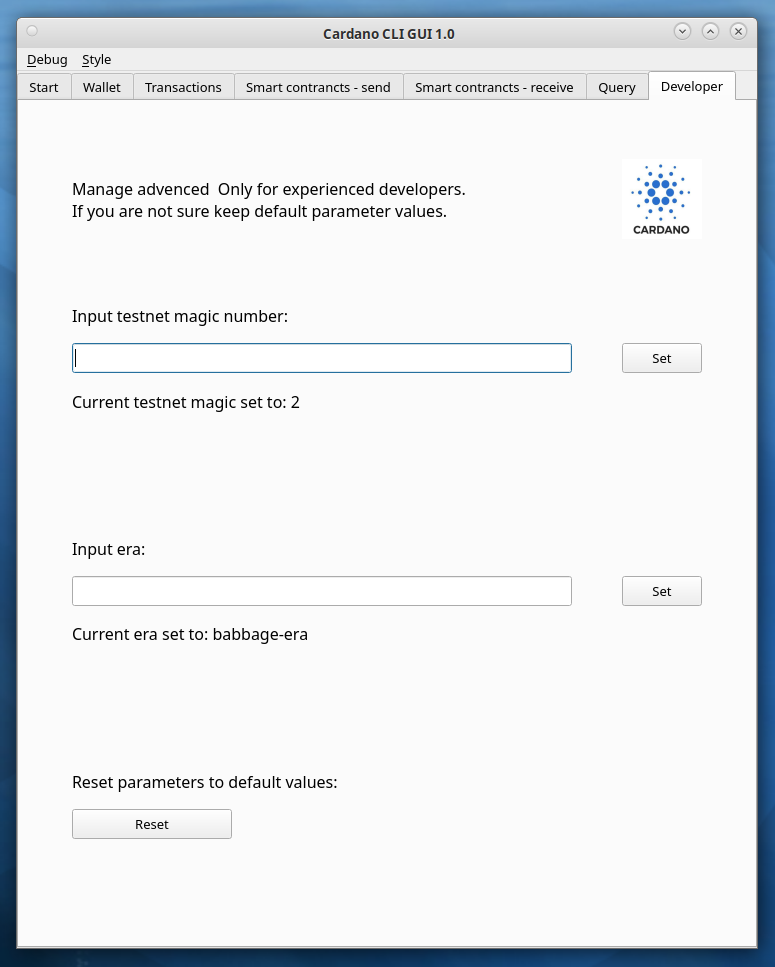 Cardano CLI GUI 1.0
Debug Style
Start Wallet Transactions Smart contrancts - send Smart contrancts - receive Query Developer
Manage advenced  Only for experienced developers.
If you are not sure keep default parameter values.
CARDANO
Input testnet magic number:
Set
Current testnet magic set to: 2
Input era:
Set
Current era set to: babbage-era
Reset parameters to default values:
Reset